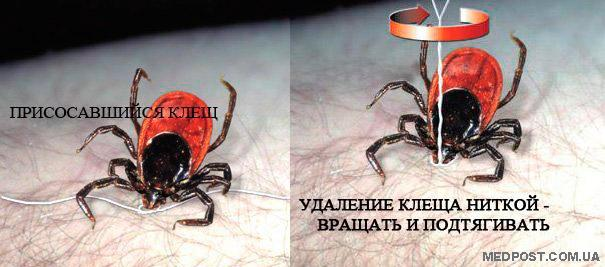 ПРИСОСАВШИЙСЯ КЛЕЩ
УДАЛЕНИЕ КЛЕЩА НИТКОЙ -
ВРАЩАТЬ И ПОДТЯГИВАТЬ
MEDPOST.COM.UA